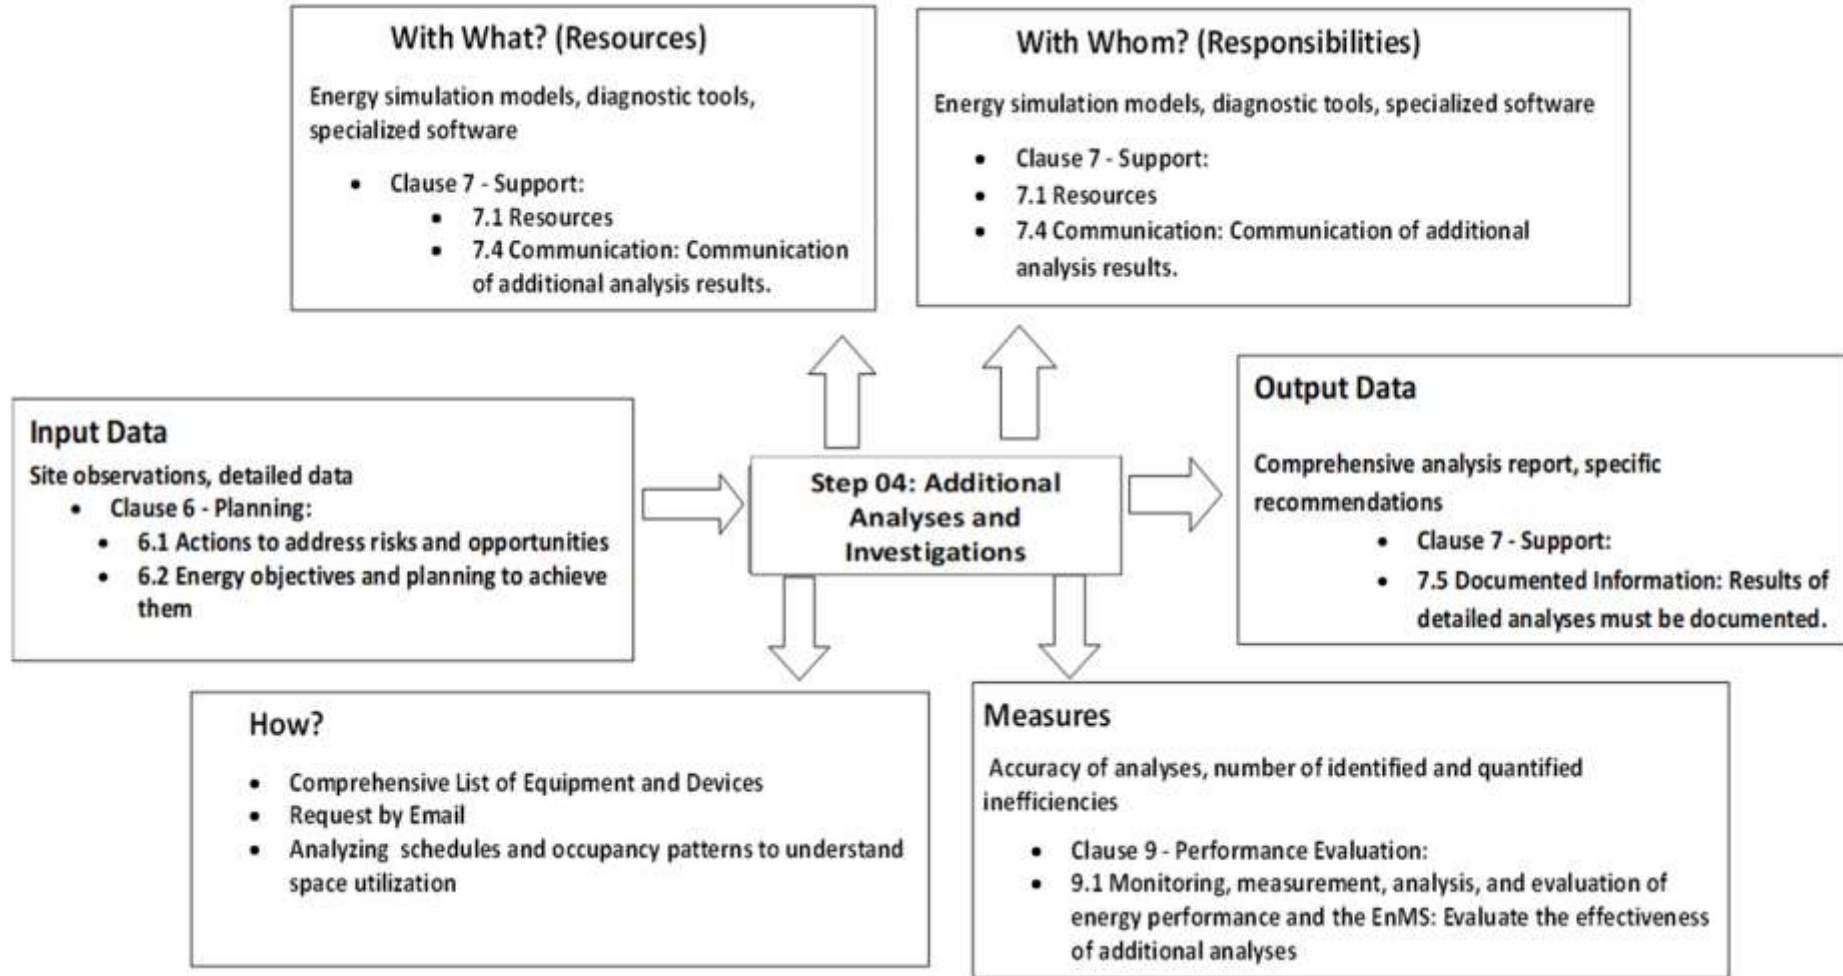 With What? (Resources)
Energy simulation models, diagnostic tools,
specialized software
• Clause 7 - Support:
• 7.1 Resources
• 7.4 Communication: Communication
of additional analysis results.
With Whom? (Responsibilities)
Energy simulation models, diagnostic tools, specialized software
• Clause 7 - Support:
• 7.1 Resources
• 7.4 Communication: Communication of additional
analysis results.
Input Data
Site observations, detailed data
• Clause 6 - Planning:
• 6.1 Actions to address risks and opportunities
• 6.2 Energy objectives and planning to achieve
them
Step 04: Additional
Analyses and
Investigations
Output Data
Comprehensive analysis report, specific
recommendations
• Clause 7 - Support:
• 7.5 Documented Information: Results of
detailed analyses must be documented.
How?
• Comprehensive List of Equipment and Devices
• Request by Email
• Analyzing schedules and occupancy patterns to understand
space utilization
Measures
Accuracy of analyses, number of identified and quantified
inefficiencies
• Clause 9 - Performance Evaluation:
• 9.1 Monitoring, measurement, analysis, and evaluation of
energy performance and the EnMS: Evaluate the effectiveness
of additional analyses